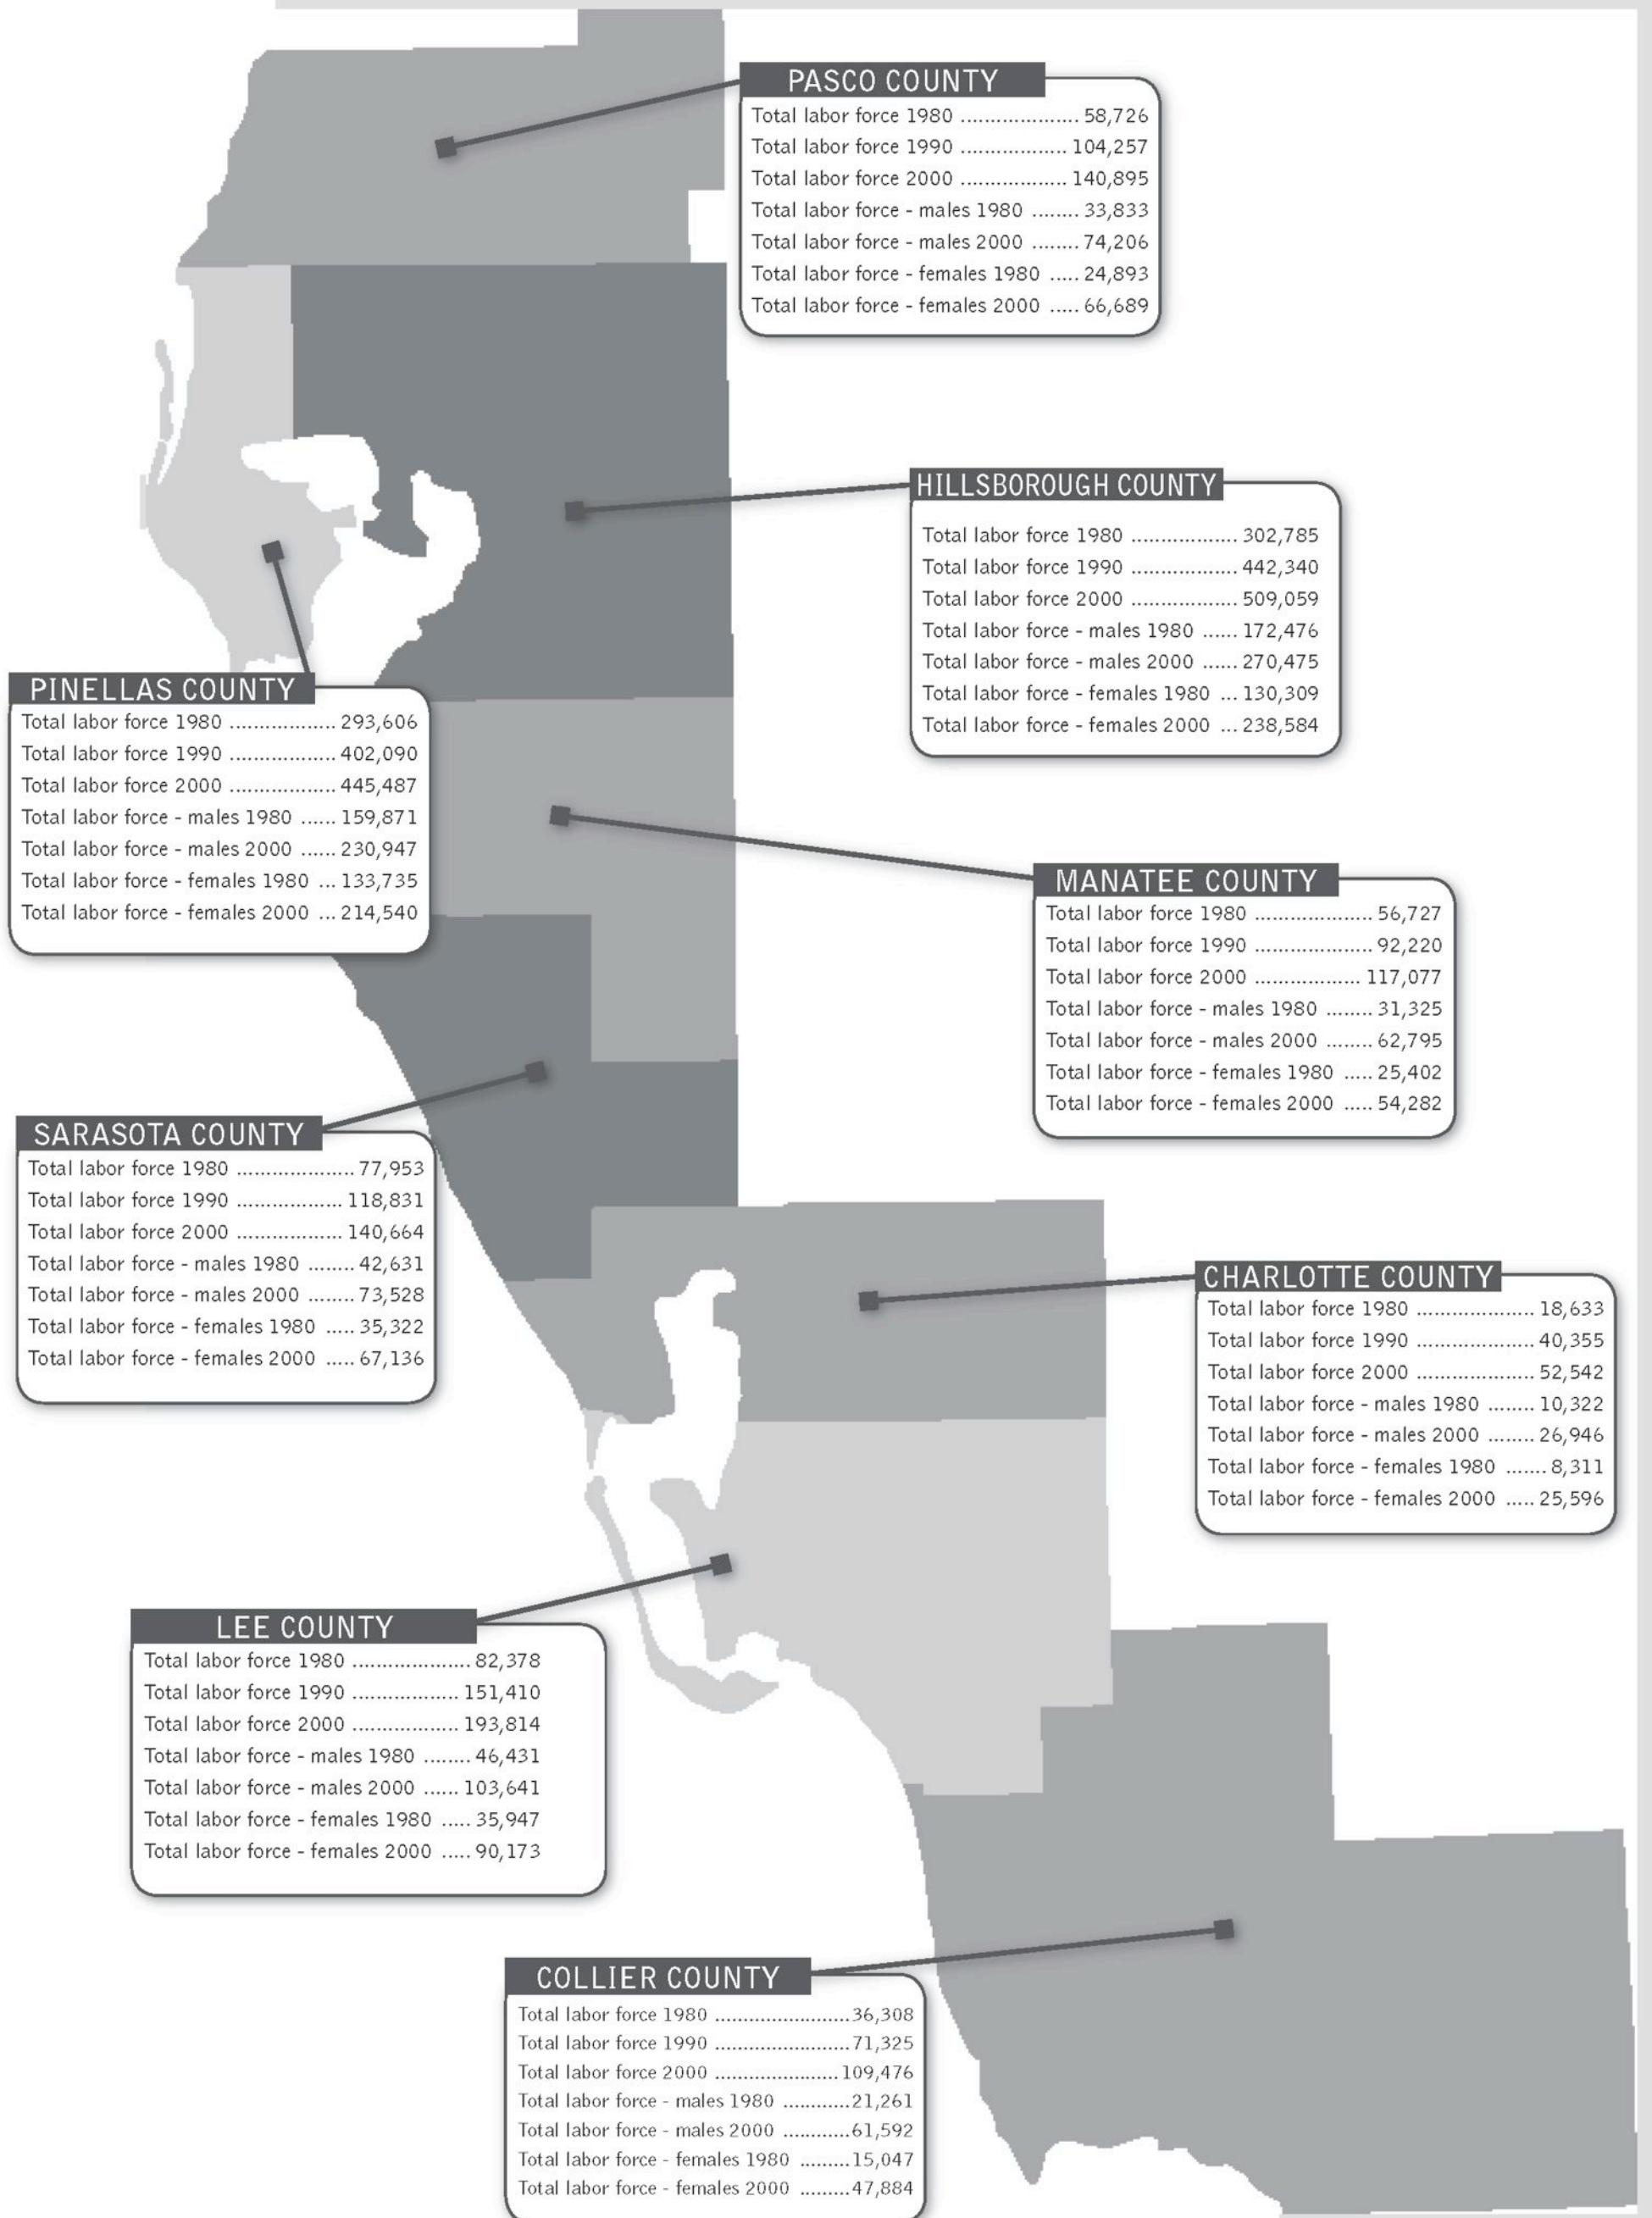 PASCO COUNTY
Total labor force 1980 ................... 58,726
Total labor force 1990 .................. 104,257
Total labor force 2000 .................. 140,895
Total labor force - males 1980 ........ 33,833
Total labor force - males 2000 ........ 74,206
Total labor force - females 1980 ..... 24,893
Total labor force - females 2000 ..... 66,689
HILLSBOROUGH COUNTY
Total labor force 1980 .................. 302,785
Total labor force 1990 .................. 442,340
Total labor force 2000 .................. 509,059
Total labor force - males 1980 ...... 172,476
Total labor force - males 2000 ...... 270,475
Total labor force - females 1980 ... 130,309
Total labor force - females 2000 ... 238,584
PINELLAS COUNTY
Total labor force 1980 .................. 293,606
Total labor force 1990 .................. 402,090
Total labor force 2000 .................. 445,487
Total labor force - males 1980 ...... 159,871
Total labor force - males 2000 ...... 230,947
Total labor force - females 1980 ... 133,735
Total labor force - females 2000 ... 214,540
MANATEE COUNTY
Total labor force 1980 .................... 56,727
Total labor force 1990 .................... 92,220
Total labor force 2000 .................. 117,077
Total labor force - males 1980 ........ 31,325
Total labor force - males 2000 ........ 62,795
Total labor force - females 1980 ..... 25,402
Total labor force - females 2000 ..... 54,282
SARASOTA COUNTY
Total labor force 1980 .................... 77,953
Total labor force 1990 .................. 118,831
Total labor force 2000 .................. 140,664
Total labor force - males 1980 ........ 42,631
Total labor force - males 2000 ........ 73,528
Total labor force - females 1980 ..... 35,322
Total labor force - females 2000 ..... 67,136
CHARLOTTE COUNTY
Total labor force 1980 .................... 18,633
Total labor force 1990 .................... 40,355
Total labor force 2000 .................... 52,542
Total labor force - males 1980 ........ 10,322
Total labor force - males 2000 ........ 26,946
Total labor force - females 1980 ....... 8,311
Total labor force - females 2000 ..... 25,596
LEE COUNTY
Total labor force 1980 .................... 82,378
Total labor force 1990 .................. 151,410
Total labor force 2000 .................. 193,814
Total labor force - males 1980 ........ 46,431
Total labor force - males 2000 ...... 103,641
Total labor force - females 1980 ..... 35,947
Total labor force - females 2000 ..... 90,173
COLLIER COUNTY
Total labor force 1980 .......................36,308
Total labor force 1990 .......................71,325
Total labor force 2000 .....................109,476
Total labor force - males 1980 ............21,261
Total labor force - males 2000 ............61,592
Total labor force - females 1980 .........15,047
Total labor force - females 2000 .........47,884